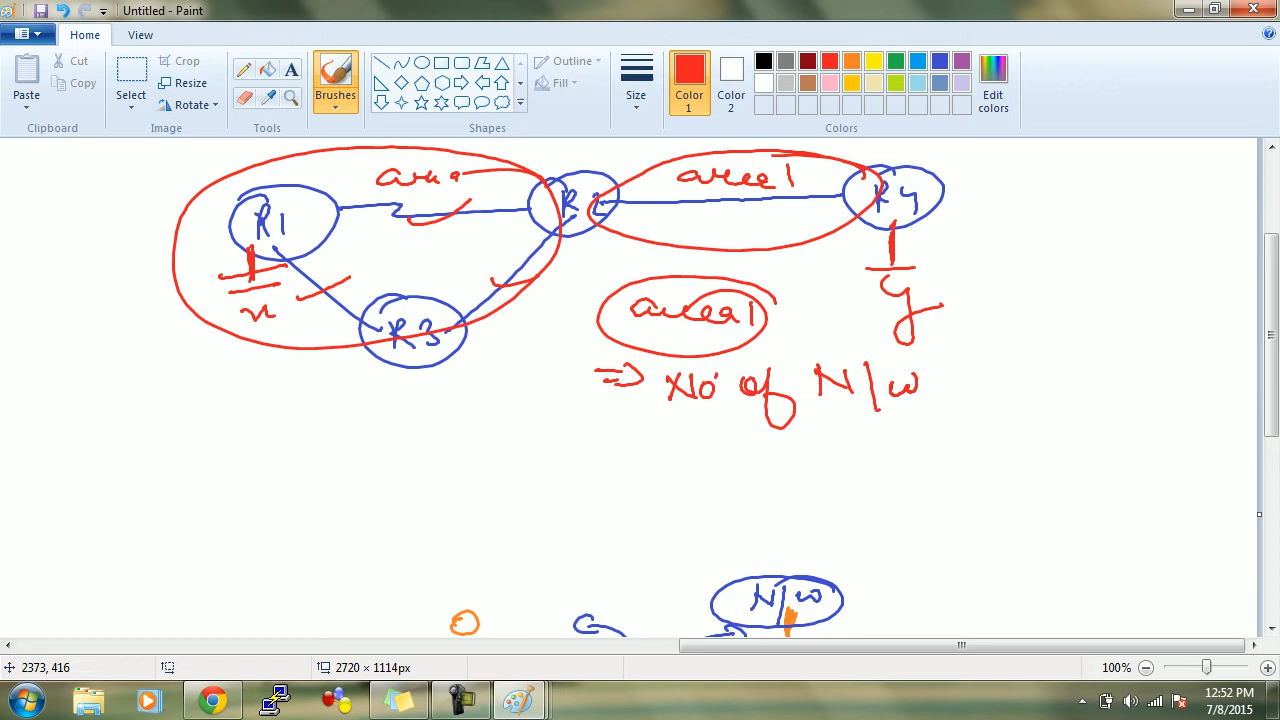 Untitled - Paint
Home View
Paste
Cut
Copy
Clipboard
Select
Crop
Resize
Rotate
Image
Tools
Brushes
Outline
Fill
Shapes
Size
Color 1
Color 2
Edit colors
Colors
area 1
R1
R2
R4
R3
x
y
area 1
=> No of N/w
N/w
2373, 416
2720 × 1114px
100%
12:52 PM
7/8/2015